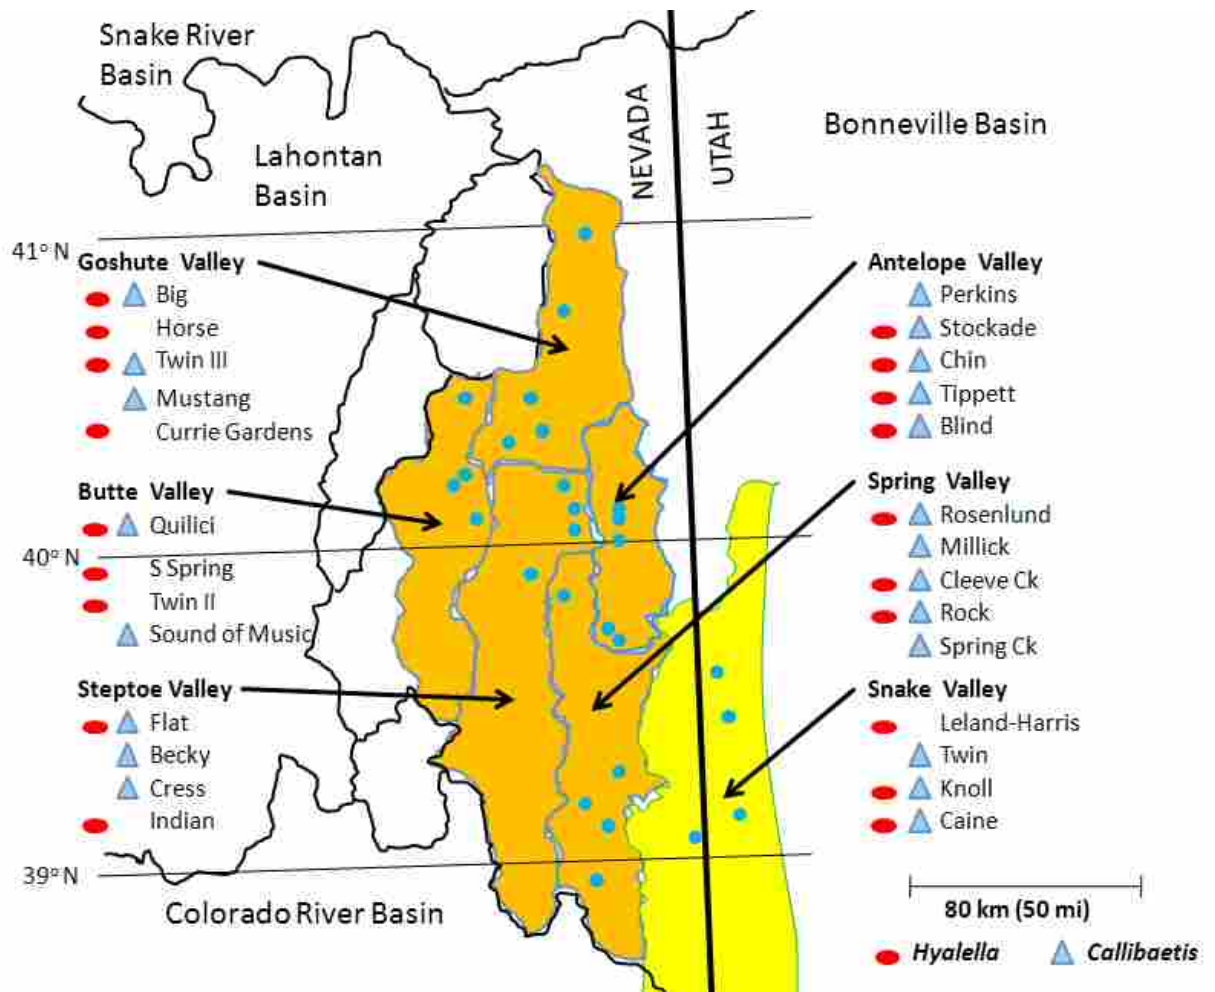 Snake River
Basin
Lahontan
Basin
NEVADA
UTAH
Bonneville Basin
41° N
Goshute Valley
Big
Horse
Twin III
Mustang
Currie Gardens
Butte Valley
Quilici
40° N
S Spring
Twin II
Sound of Music
Steptoe Valley
Flat
Becky
Cress
Indian
39° N
Colorado River Basin
Antelope Valley
Perkins
Stockade
Chin
Tippett
Blind
Spring Valley
Rosenlund
Millick
Cleeve Ck
Rock
Spring Ck
Snake Valley
Leland-Harris
Twin
Knoll
Caine
80 km (50 mi)
Hyalella
Callibaetis